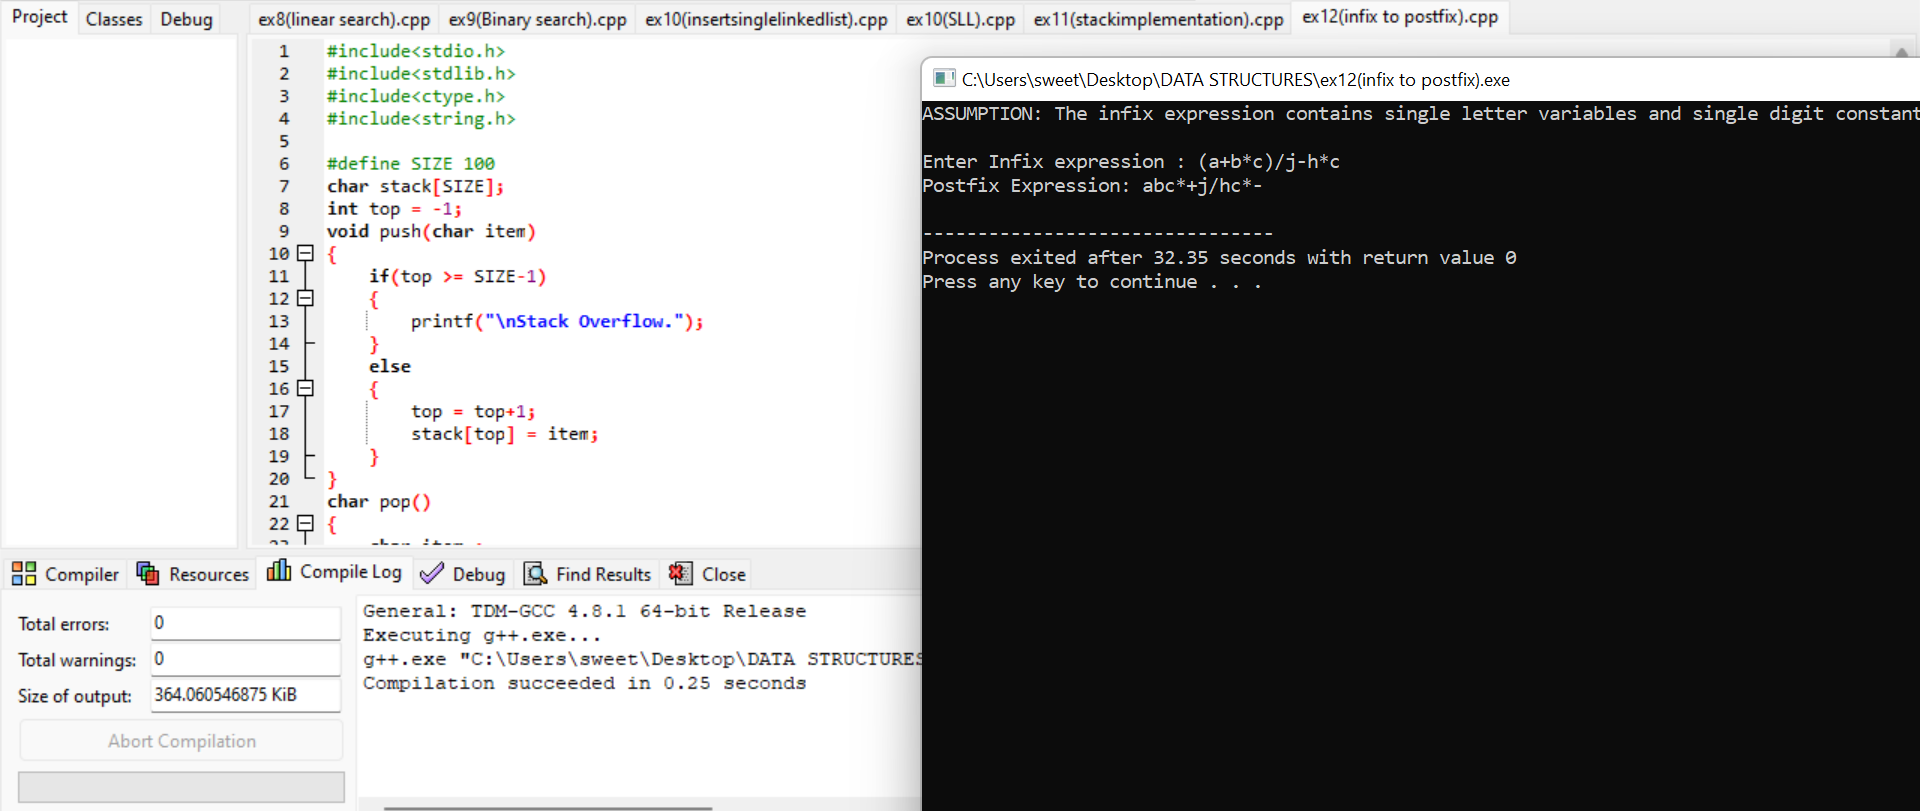 Project Classes Debug
ex8(linear search).cpp ex9(Binary search).cpp ex10(insertsinglelinkedlist).cpp ex10(SLL).cpp ex11(stackimplementation).cpp ex12(infix to postfix).cpp
1 #include<stdio.h>
2 #include<stdlib.h>
3 #include<ctype.h>
4 #include<string.h>
5
6 #define SIZE 100
7 char stack[SIZE];
8 int top = -1;
9 void push(char item)
10 {
11 if(top >= SIZE-1)
12 {
13 printf("\nStack Overflow.");
14 }
15 else
16 {
17 top = top+1;
18 stack[top] = item;
19 }
20 }
21 char pop()
22 {
C:\Users\sweet\Desktop\DATA STRUCTURES\ex12(infix to postfix).exe
ASSUMPTION: The infix expression contains single letter variables and single digit constant
Enter Infix expression : (a+b*c)/j-h*c
Postfix Expression: abc*+j/hc*-
--------------------------------
Process exited after 32.35 seconds with return value 0
Press any key to continue . . .
Compiler Resources Compile Log Debug Find Results Close
Total errors: 0
Total warnings: 0
Size of output: 364.060546875 KiB
Abort Compilation
General: TDM-GCC 4.8.1 64-bit Release
Executing g++.exe...
g++.exe "C:\Users\sweet\Desktop\DATA STRUCTURES
Compilation succeeded in 0.25 seconds